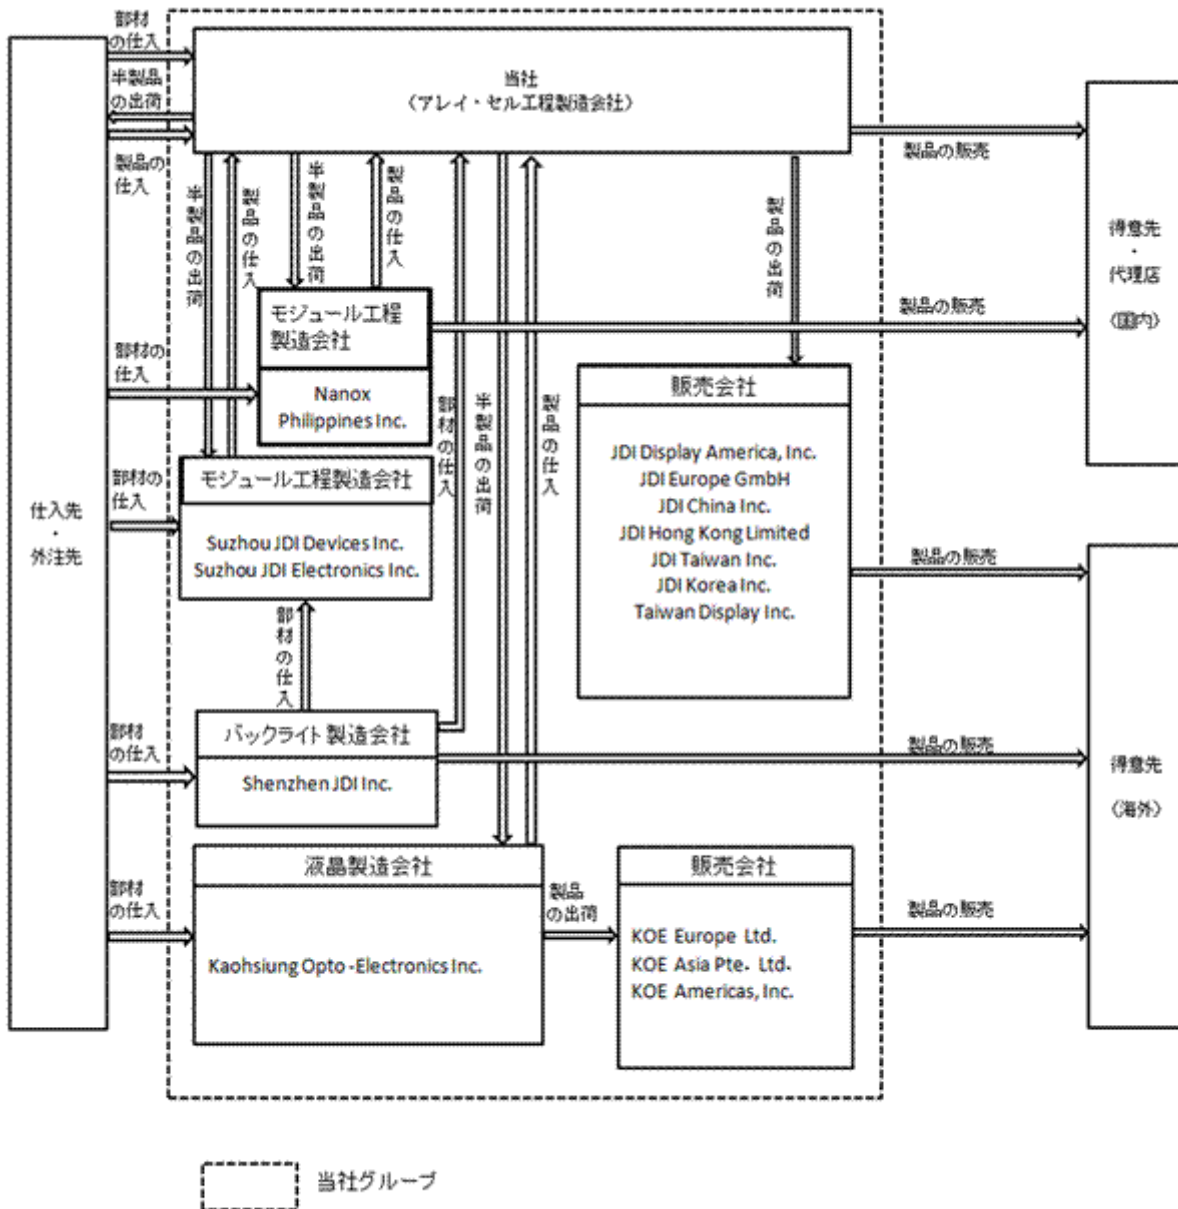 部材
の仕入
半製品
の出荷
製品の
仕入
当社
〈アレイ・セル工程製造会社〉
製品の販売
半製品の出荷
製品の仕入
半製品の出荷
製品の仕入
製品の出荷
得意先
・
代理店
〈国内〉
モジュール工程
製造会社
Nanox
Philippines Inc.
製品の販売
部材の
仕入
部材の仕入
半製品の出荷
製品の仕入
販売会社
JDI Display America, Inc.
JDI Europe GmbH
JDI China Inc.
JDI Hong Kong Limited
JDI Taiwan Inc.
JDI Korea Inc.
Taiwan Display Inc.
モジュール工程製造会社
Suzhou JDI Devices Inc.
Suzhou JDI Electronics Inc.
部材の
仕入
仕入先
・
外注先
製品の販売
部材の仕入
バックライト製造会社
Shenzhen JDI Inc.
部材
の仕入
製品の販売
得意先
〈海外〉
液晶製造会社
Kaohsiung Opto-Electronics Inc.
部材
の仕入
製品
の出荷
販売会社
KOE Europe Ltd.
KOE Asia Pte. Ltd.
KOE Americas, Inc.
製品の販売
当社グループ